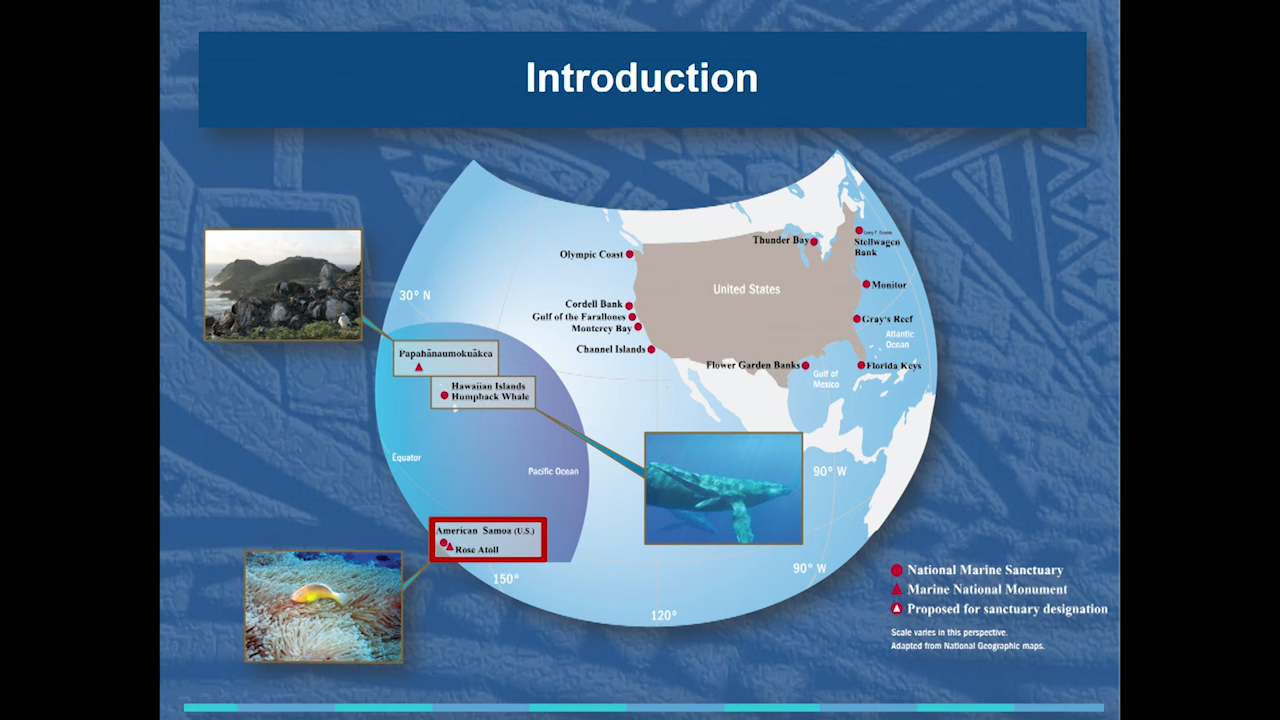 Introduction
Thunder Bay
Stellwagen
Bank
Olympic Coast
United States
Monitor
30° N
Cordell Bank
Gulf of the Farallones
Monterey Bay
Gray's Reef
Atlantic
Ocean
Channel Islands
Papahānaumokuākea
Flower Garden Banks
Florida Keys
Gulf of
Mexico
Hawaiian Islands
Humpback Whale
Equator
Pacific Ocean
90° W
American Samoa (U.S.)
Rose Atoll
90° W
150°
120°
National Marine Sanctuary
Marine National Monument
Proposed for sanctuary designation
Scale varies in this perspective.
Adapted from National Geographic maps.